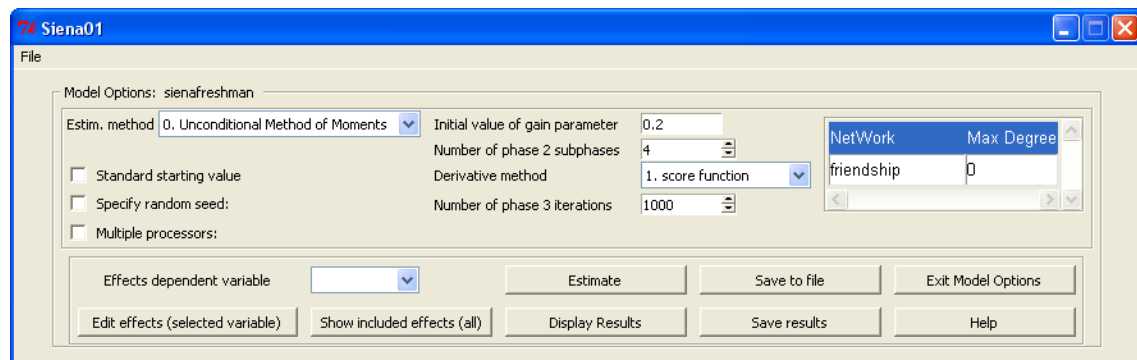 Siena01
File
Model Options: sienafreshman
Estim. method 0. Unconditional Method of Moments
Initial value of gain parameter 0.2
Number of phase 2 subphases 4
Standard starting value
Derivative method 1. score function
Specify random seed:
Number of phase 3 iterations 1000
Multiple processors:
NetWork Max Degree
friendship 0
Effects dependent variable
Estimate
Save to file
Exit Model Options
Edit effects (selected variable)
Show included effects (all)
Display Results
Save results
Help